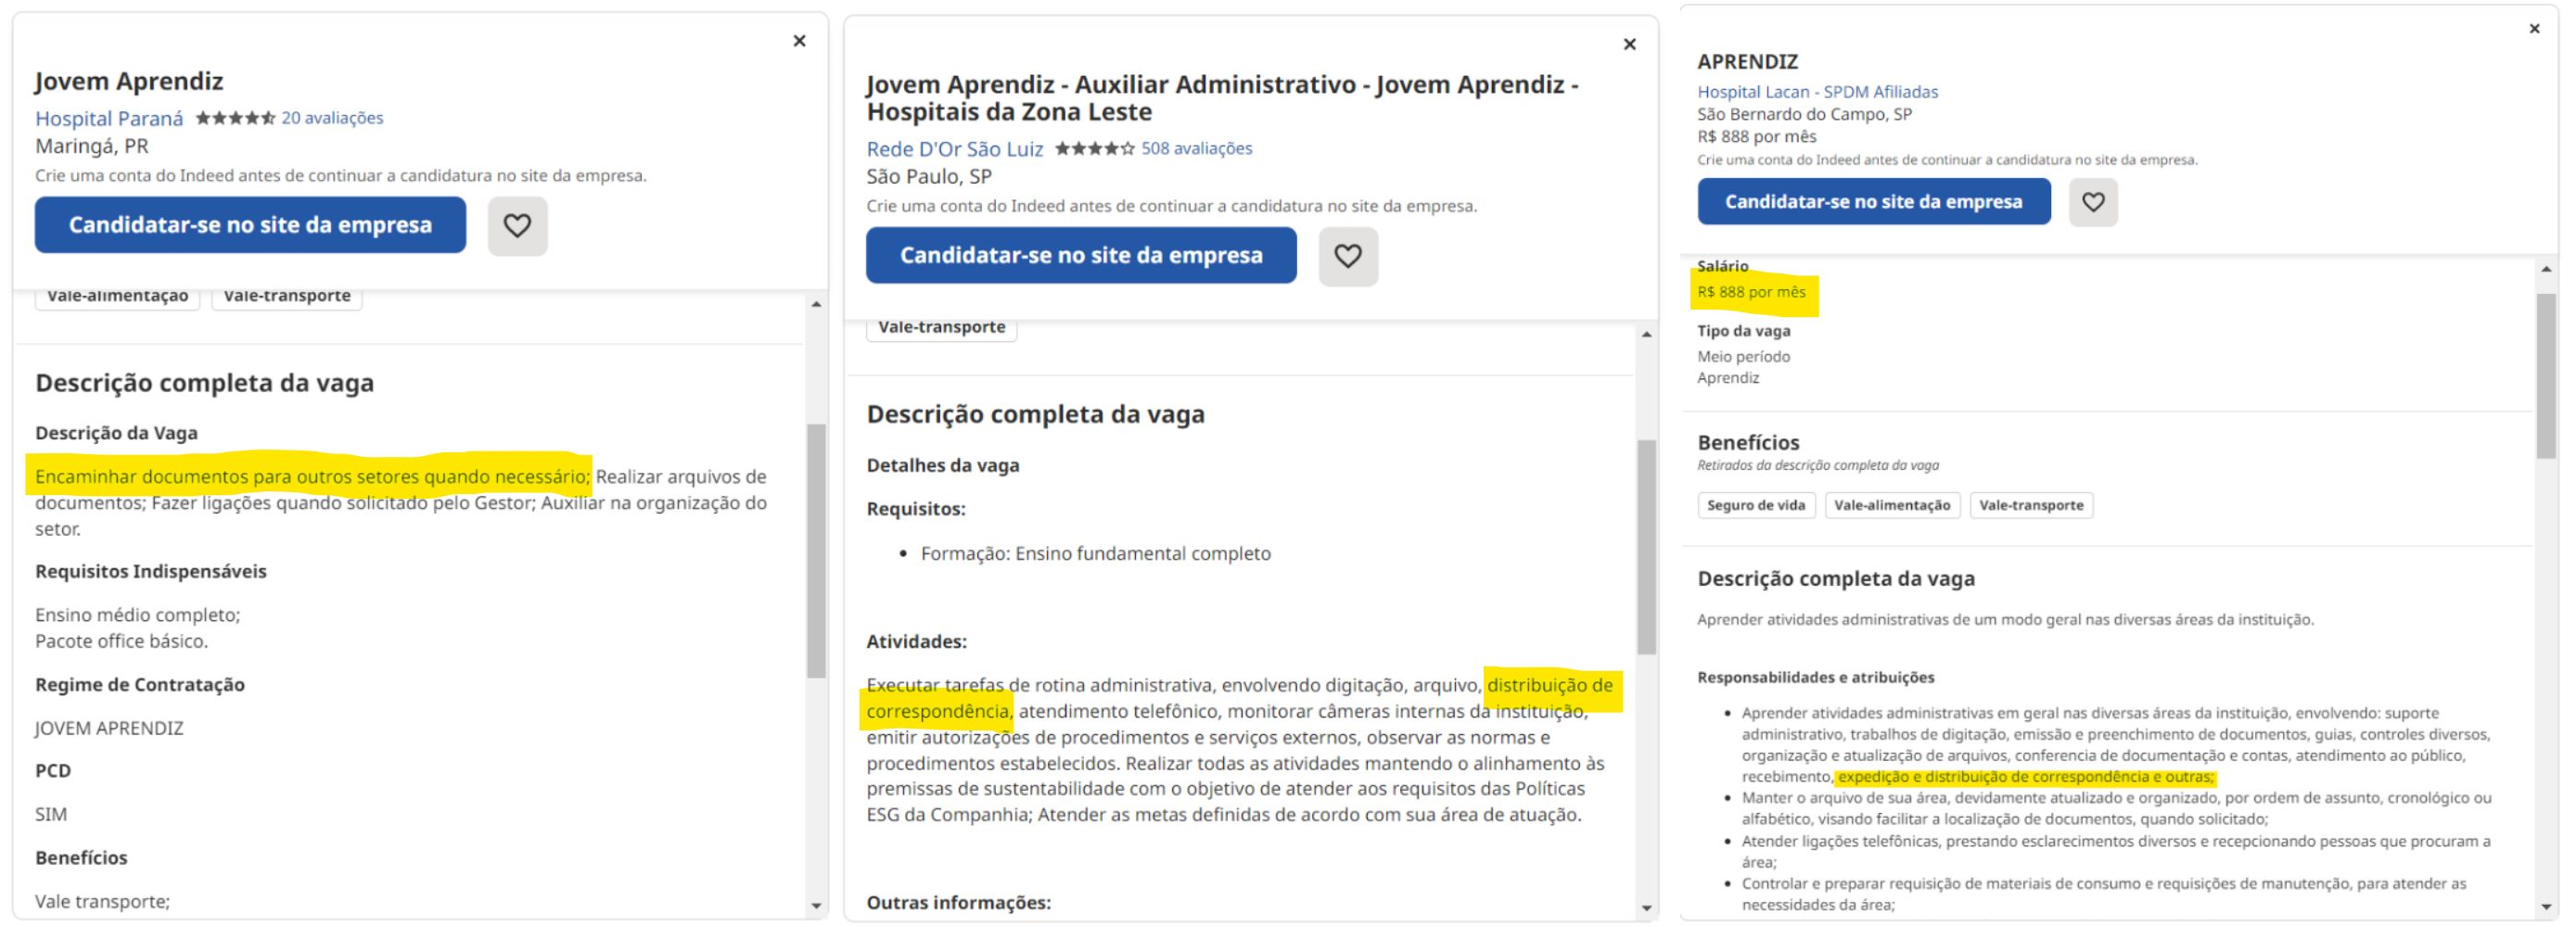 Jovem Aprendiz
Hospital Paraná ★★★★★ 20 avaliações
Maringá, PR
Crie uma conta do Indeed antes de continuar a candidatura no site da empresa.
Candidatar-se no site da empresa
Vale-alimentação Vale-transporte
Descrição completa da vaga
Descrição da Vaga
Encaminhar documentos para outros setores quando necessário; Realizar arquivos de
documentos; Fazer ligações quando solicitado pelo Gestor; Auxiliar na organização do
setor.
Requisitos Indispensáveis
Ensino médio completo;
Pacote office básico.
Regime de Contratação
JOVEM APRENDIZ
PCD
SIM
Benefícios
Vale transporte;
Jovem Aprendiz - Auxiliar Administrativo - Jovem Aprendiz -
Hospitais da Zona Leste
Rede D'Or São Luiz ★★★★☆ 508 avaliações
São Paulo, SP
Crie uma conta do Indeed antes de continuar a candidatura no site da empresa.
Candidatar-se no site da empresa
Vale-transporte
Descrição completa da vaga
Detalhes da vaga
Requisitos:
• Formação: Ensino fundamental completo
Atividades:
Executar tarefas de rotina administrativa, envolvendo digitação, arquivo, distribuição de
correspondência, atendimento telefônico, monitorar câmeras internas da instituição,
emitir autorizações de procedimentos e serviços externos, observar as normas e
procedimentos estabelecidos. Realizar todas as atividades mantendo o alinhamento às
premissas de sustentabilidade com o objetivo de atender aos requisitos das Políticas
ESG da Companhia; Atender as metas definidas de acordo com sua área de atuação.
Outras informações:
APRENDIZ
Hospital Lacan - SPDM Afiliadas
São Bernardo do Campo, SP
R$ 888 por mês
Crie uma conta do Indeed antes de continuar a candidatura no site da empresa.
Candidatar-se no site da empresa
Salário
R$ 888 por mês
Tipo da vaga
Meio período
Aprendiz
Benefícios
Retirados da descrição completa da vaga
Seguro de vida Vale-alimentação Vale-transporte
Descrição completa da vaga
Aprender atividades administrativas de um modo geral nas diversas áreas da instituição.
Responsabilidades e atribuições
• Aprender atividades administrativas em geral nas diversas áreas da instituição, envolvendo: suporte
administrativo, trabalhos de digitação, emissão e preenchimento de documentos, guias, controles diversos,
organização e atualização de arquivos, conferencia de documentação e contas, atendimento ao público,
recebimento, expedição e distribuição de correspondência e outras;
• Manter o arquivo de sua área, devidamente atualizado e organizado, por ordem de assunto, cronológico ou
alfabético, visando facilitar a localização de documentos, quando solicitado;
• Atender ligações telefônicas, prestando esclarecimentos diversos e recepcionando pessoas que procuram a
área;
• Controlar e preparar requisição de materiais de consumo e requisições de manutenção, para atender as
necessidades da área;